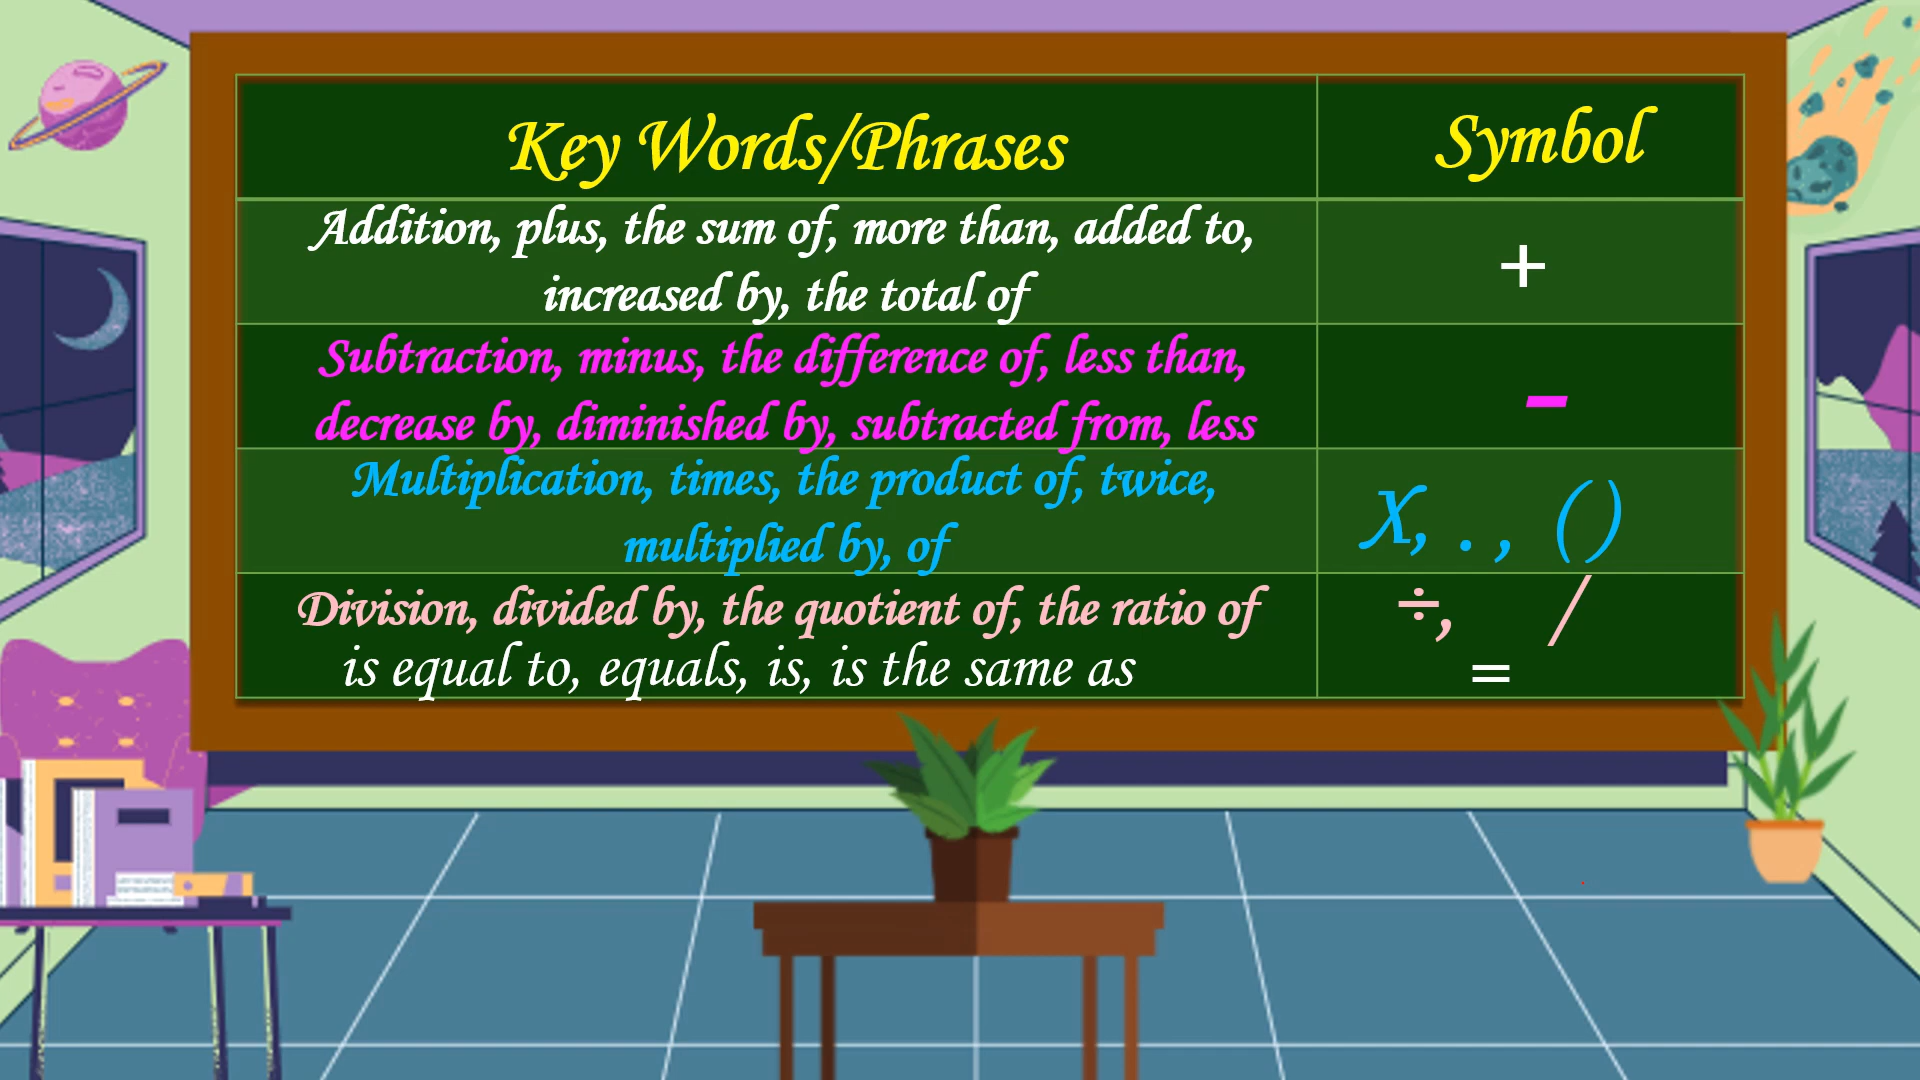 Key Words/Phrases Symbol
Addition, plus, the sum of, more than, added to,
increased by, the total of
+
Subtraction, minus, the difference of, less than,
decrease by, diminished by, subtracted from, less
-
Multiplication, times, the product of, twice,
multiplied by, of
X, . , ( )
Division, divided by, the quotient of, the ratio of
÷, /
is equal to, equals, is, is the same as
=